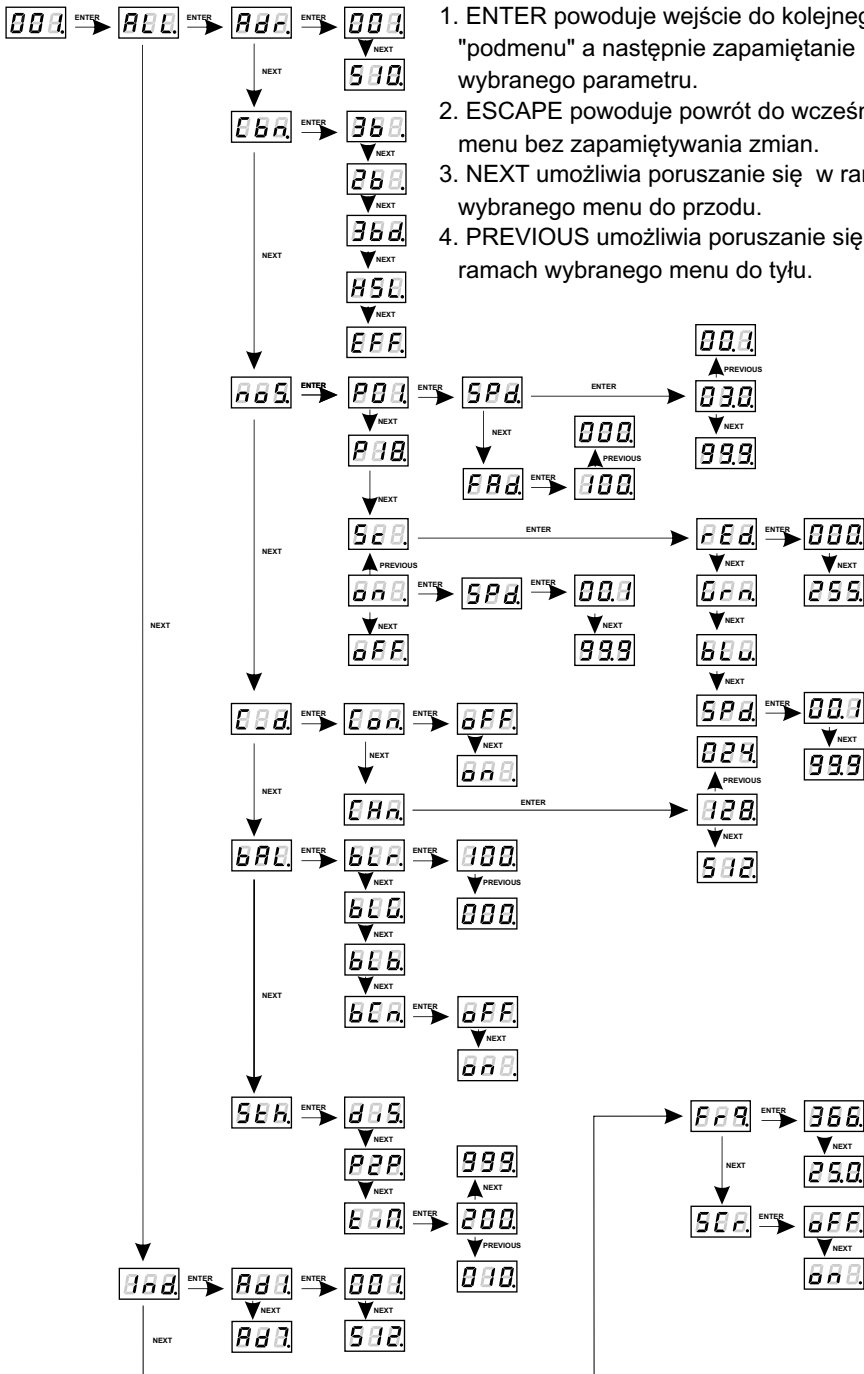 1. ENTER powoduje wejście do kolejneg
"podmenu" a następnie zapamiętanie
wybranego parametru.
2. ESCAPE powoduje powrót do wcześn
menu bez zapamiętywania zmian.
3. NEXT umożliwia poruszanie się w ra
wybranego menu do przodu.
4. PREVIOUS umożliwia poruszanie się
ramach wybranego menu do tyłu.
001. ENTER ALL. ENTER Adr. ENTER 001.
NEXT NEXT
510.
Cbn. ENTER 3b.
NEXT
2b.
NEXT
NEXT
3bd.
NEXT
HSL.
NEXT
EFF.
00.1.
PREVIOUS
noS. ENTER P01. ENTER SPd. ENTER 03.0.
NEXT NEXT NEXT
P18. 000. 99.9.
PREVIOUS
FAd. ENTER 100.
NEXT
Sc. ENTER rEd. ENTER 000.
NEXT PREVIOUS NEXT NEXT
on. ENTER SPd. ENTER 00.1 Grn. 255.
NEXT NEXT NEXT
NEXT
oFF. 99.9 bLu.
NEXT
C_d. ENTER Con. ENTER oFF. SPd. ENTER 00.1
NEXT NEXT NEXT
on. 024. 99.9
NEXT PREVIOUS
CHn. ENTER 128.
NEXT
bAL. ENTER bLr. ENTER 100. 512.
NEXT PREVIOUS
bLG. 000.
NEXT
bLb.
NEXT NEXT
bCn. ENTER oFF.
NEXT
on.
Sth. ENTER diS. Frq. ENTER 366.
NEXT NEXT
P2P. 999. NEXT 25.0.
NEXT NEXT
tiM. ENTER 200. SCr. ENTER oFF.
PREVIOUS NEXT
010. on.
Ind. ENTER Ad1. ENTER 001.
NEXT NEXT
NEXT Ad7. 512.